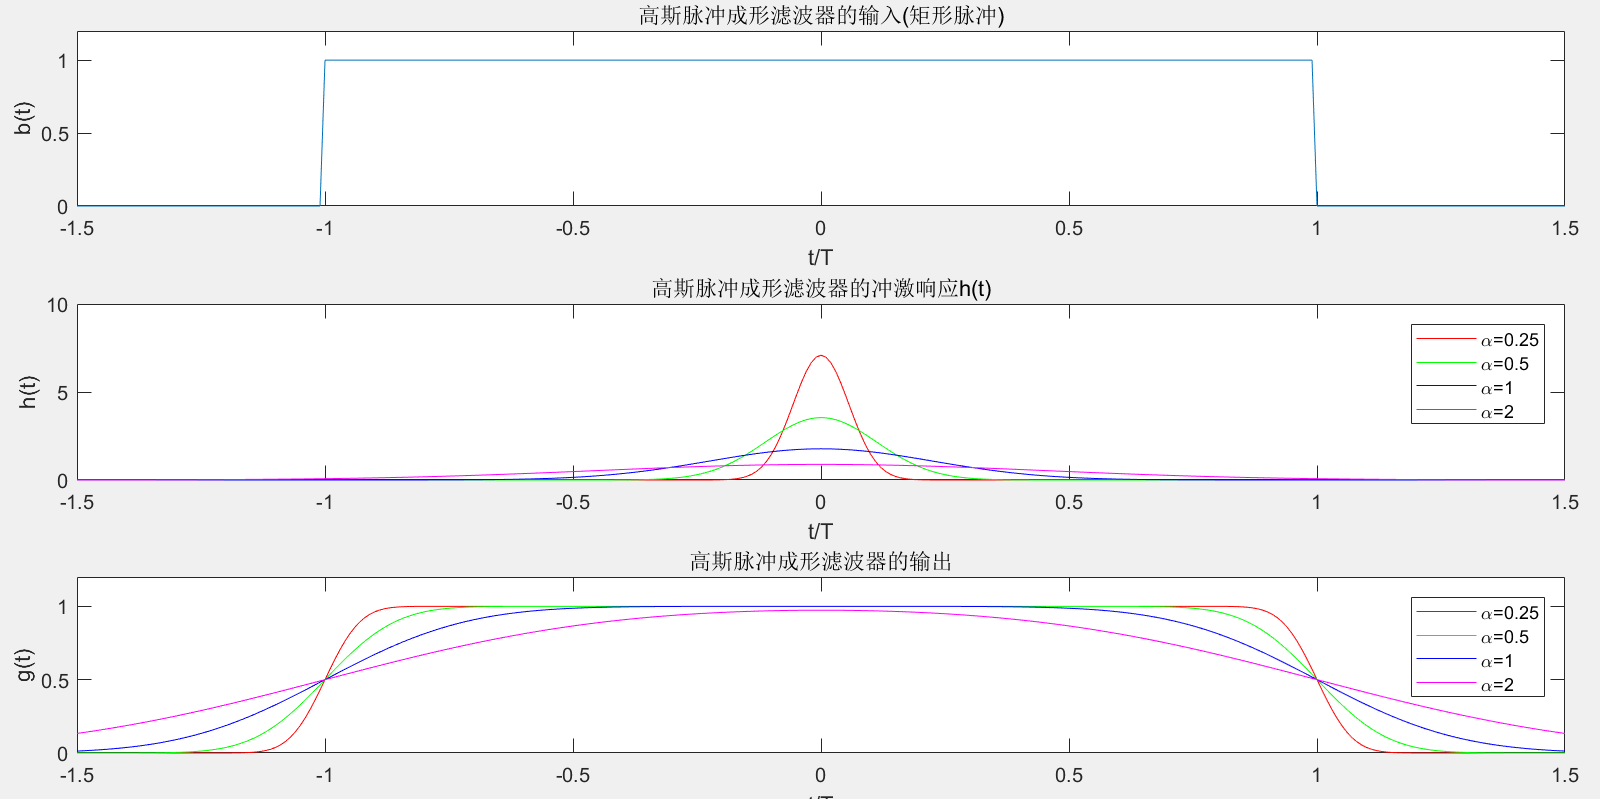 高斯脉冲成形滤波器的输入(矩形脉冲)
b(t)
1
0.5
0
-1.5 -1 -0.5 0 0.5 1 1.5
t/T
高斯脉冲成形滤波器的冲激响应h(t)
h(t)
10
5
0
α=0.25
α=0.5
α=1
α=2
-1.5 -1 -0.5 0 0.5 1 1.5
t/T
高斯脉冲成形滤波器的输出
g(t)
1
0.5
0
α=0.25
α=0.5
α=1
α=2
-1.5 -1 -0.5 0 0.5 1 1.5
t/T